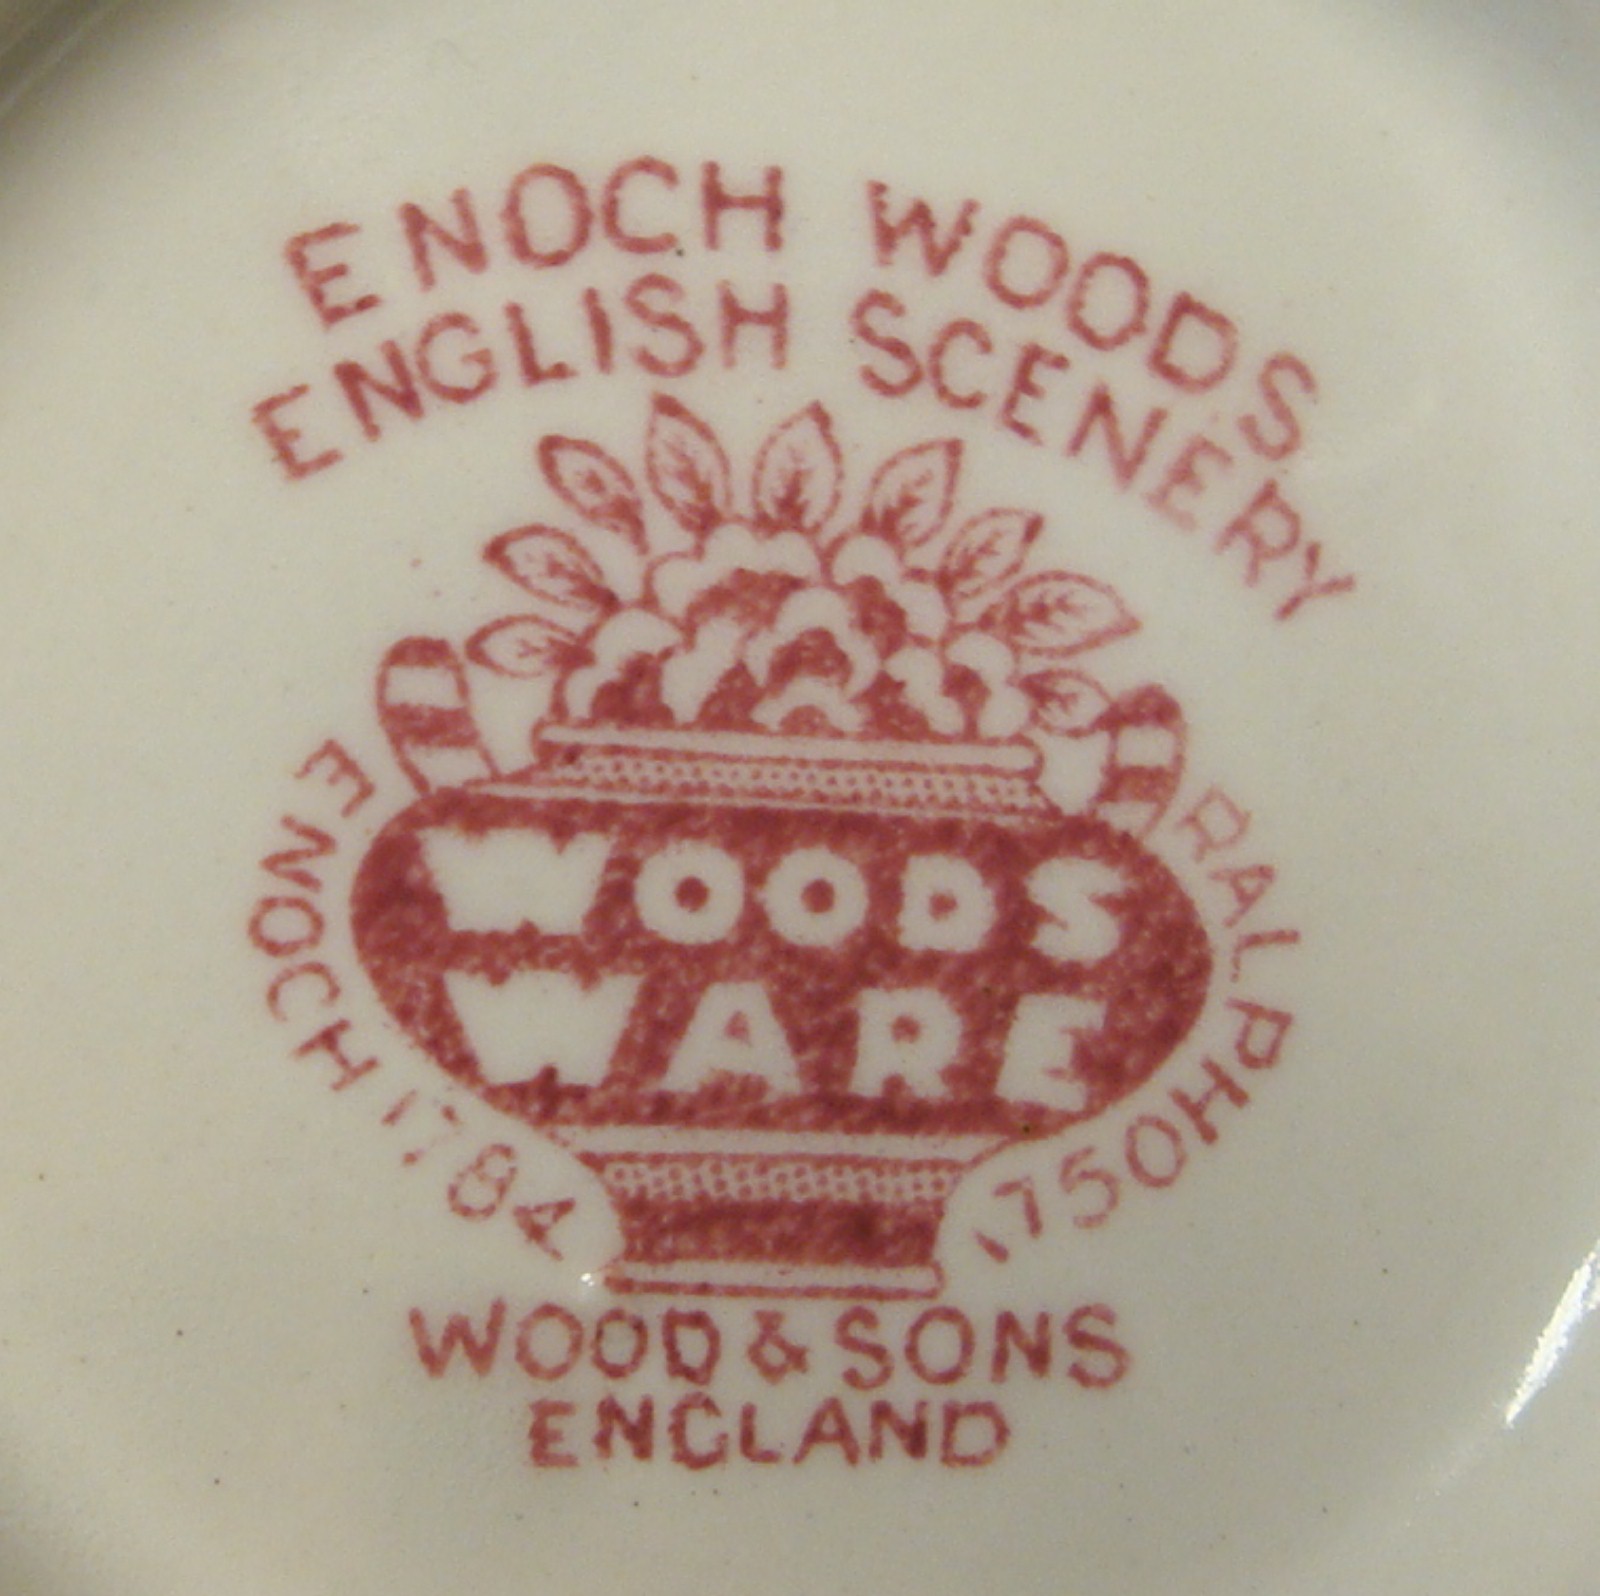 ENOCH WOODS
ENGLISH SCENERY
WOODS
WARE
ENOCH 1784
RALPH 1750
WOOD & SONS
ENGLAND